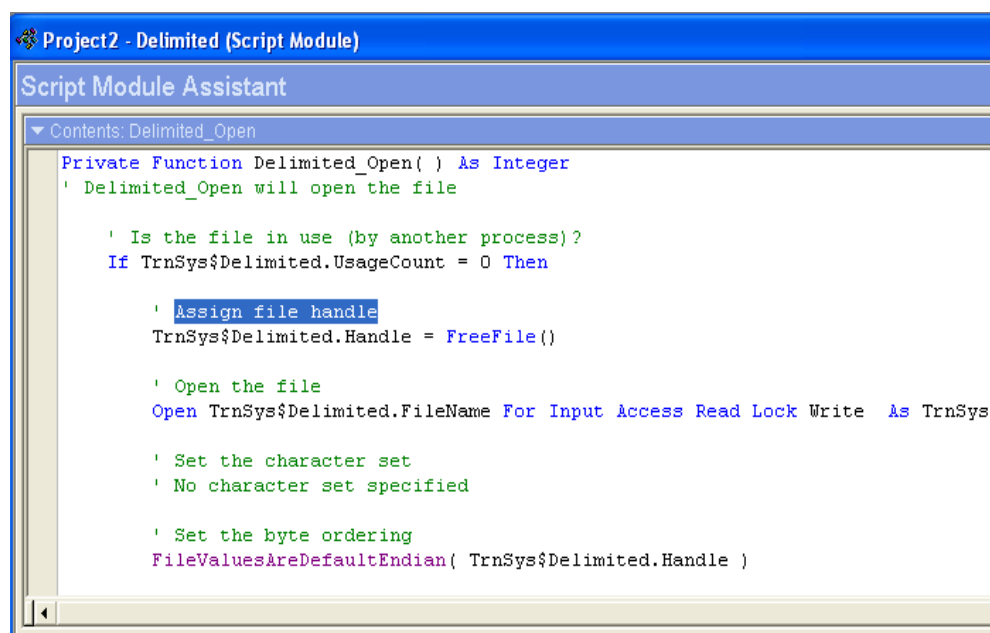 Project2 - Delimited (Script Module)
Script Module Assistant
Contents: Delimited_Open
Private Function Delimited_Open( ) As Integer
' Delimited_Open will open the file
' Is the file in use (by another process)?
If TrnSys$Delimited.UsageCount = 0 Then
' Assign file handle
TrnSys$Delimited.Handle = FreeFile()
' Open the file
Open TrnSys$Delimited.FileName For Input Access Read Lock Write  As TrnSys
' Set the character set
' No character set specified
' Set the byte ordering
FileValuesAreDefaultEndian( TrnSys$Delimited.Handle )